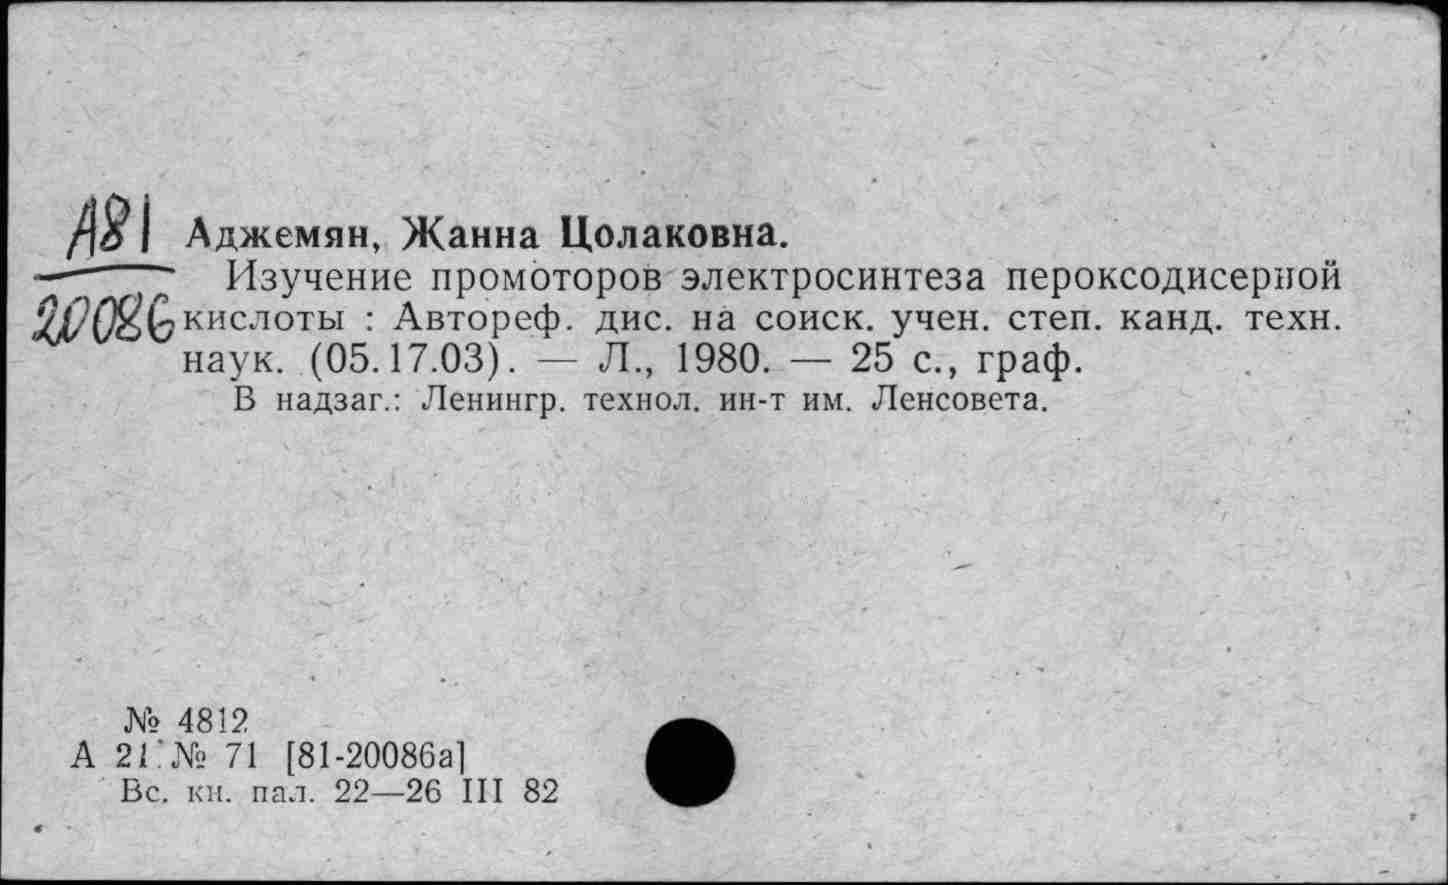 А81 Аджемян, Жанна Цолаковна.
Изучение промоторов электросинтеза пероксодисерной
20086 кислоты : Автореф. дис. на соиск. учен. степ. канд. техн.
наук. (05.17.03). — Л., 1980. — 25 с., граф.
В надзаг.: Ленингр. технол. ин-т им. Ленсовета.
№ 4812
А 21 № 71 [81-20086а]
Вс. кн. пал. 22—26 III 82